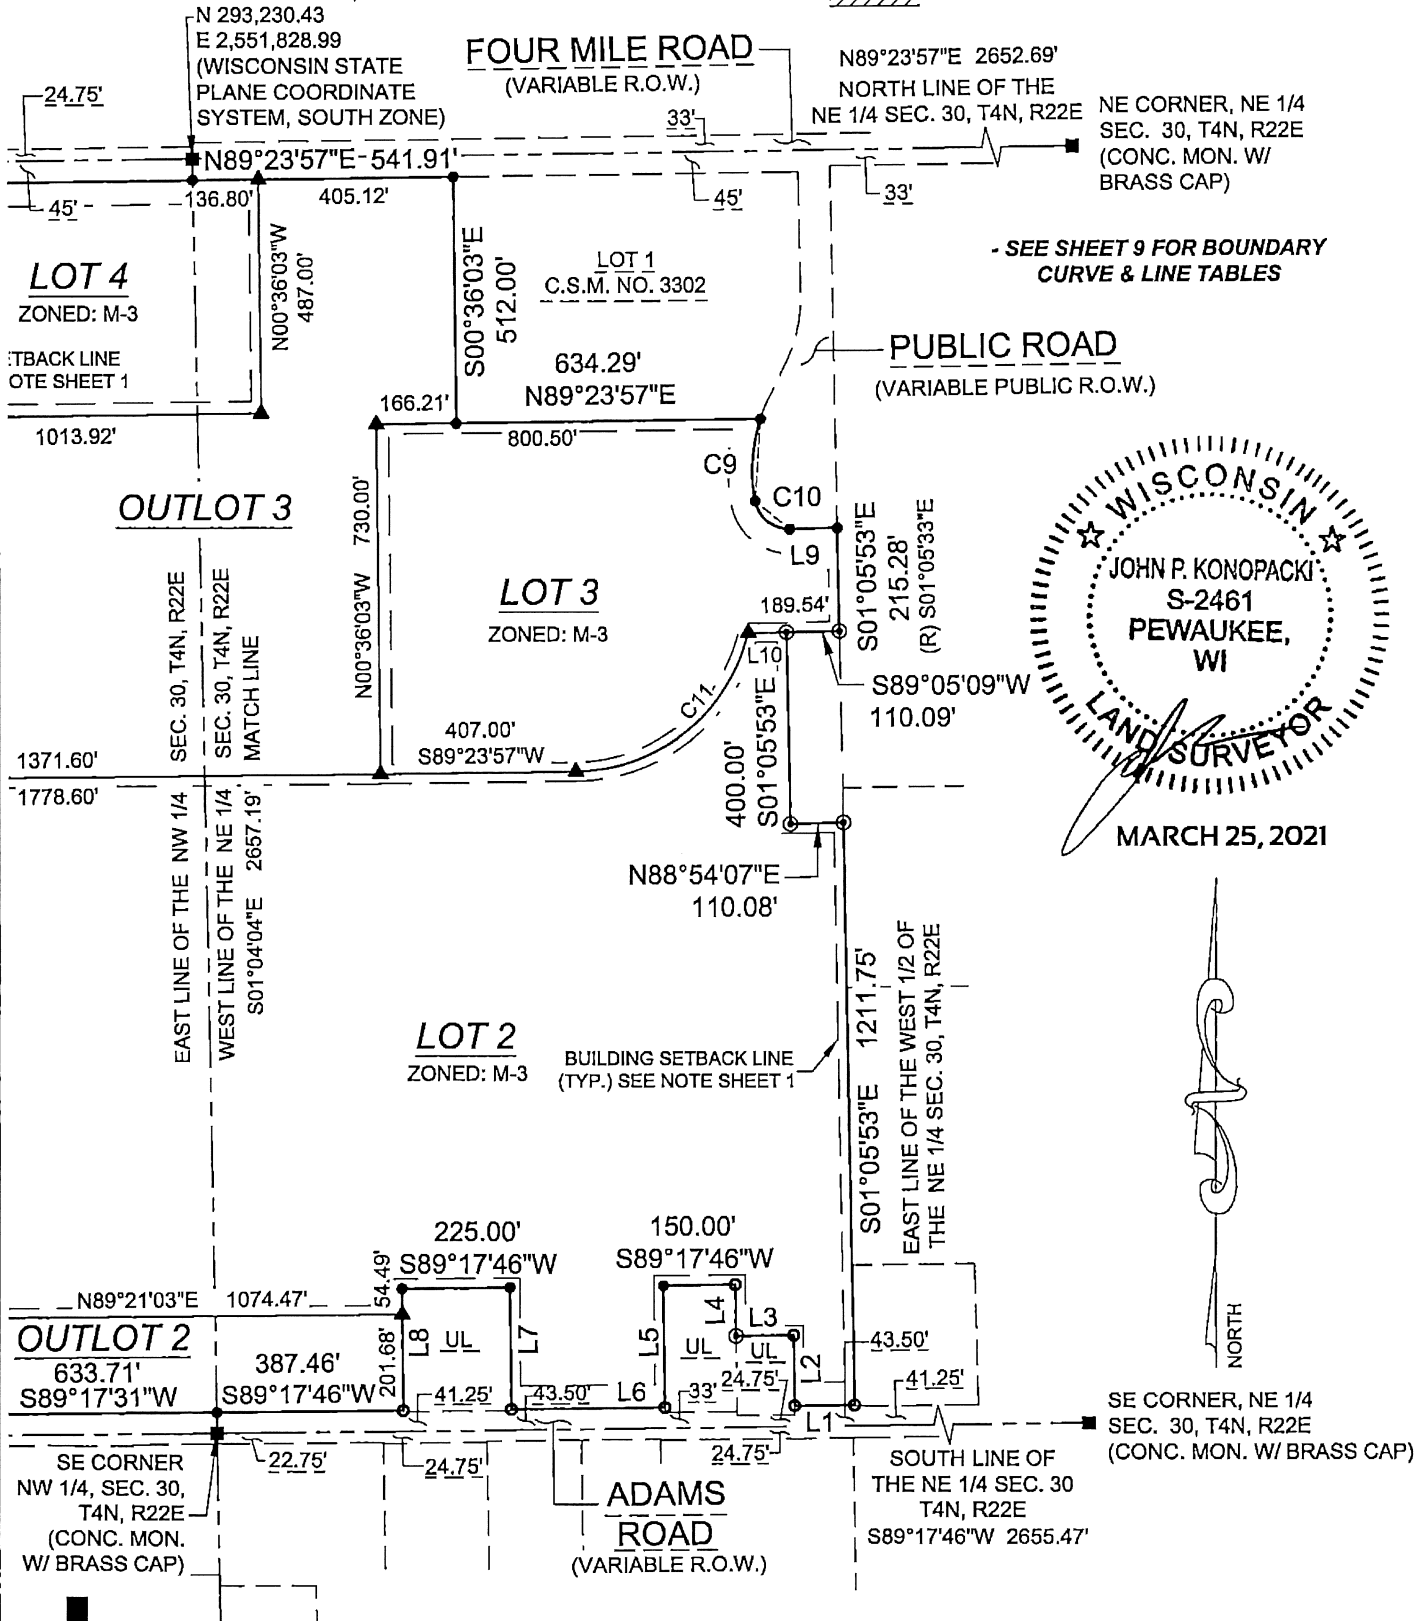 N 293,230.43
E 2,551,828.99
(WISCONSIN STATE
PLANE COORDINATE
SYSTEM, SOUTH ZONE)
FOUR MILE ROAD
(VARIABLE R.O.W.)
N89°23'57"E 2652.69'
NORTH LINE OF THE
NE 1/4 SEC. 30, T4N, R22E
NE CORNER, NE 1/4
SEC. 30, T4N, R22E
(CONC. MON. W/
BRASS CAP)
24.75'
33'
N89°23'57"E 541.91'
45'
136.80'
405.12'
45'
33'
- SEE SHEET 9 FOR BOUNDARY
CURVE & LINE TABLES
LOT 4
ZONED: M-3
N00°36'03"W
487.00'
S00°36'03"E
512.00'
LOT 1
C.S.M. NO. 3302
PUBLIC ROAD
(VARIABLE PUBLIC R.O.W.)
ETBACK LINE
OTE SHEET 1
634.29'
N89°23'57"E
166.21'
1013.92'
800.50'
C9
C10
L9
OUTLOT 3
730.00'
N00°36'03"W
S01°05'53"E
215.28'
(R) S01°05'33"E
WISCONSIN
JOHN P. KONOPACKI
S-2461
PEWAUKEE,
WI
LAND SURVEYOR
MARCH 25, 2021
LOT 3
ZONED: M-3
189.54'
L10
S89°05'09"W
110.09'
C11
SEC. 30, T4N, R22E
SEC. 30, T4N, R22E
MATCH LINE
407.00'
S89°23'57"W
400.00'
S01°05'53"E
1371.60'
1778.60'
N88°54'07"E
110.08'
EAST LINE OF THE NW 1/4
WEST LINE OF THE NE 1/4
S01°04'04"E 2657.19'
LOT 2
ZONED: M-3
BUILDING SETBACK LINE
(TYP.) SEE NOTE SHEET 1
S01°05'53"E 1211.75'
EAST LINE OF THE WEST 1/2 OF
THE NE 1/4 SEC. 30, T4N, R22E
225.00'
S89°17'46"W
150.00'
S89°17'46"W
54.49'
N89°21'03"E 1074.47'
OUTLOT 2
633.71'
S89°17'31"W
387.46'
S89°17'46"W
201.68'
L8
UL
L7
L5
UL
L4
L3
UL
L2
43.50'
41.25'
43.50'
L6
33'
24.75'
L1
41.25'
NORTH
22.75'
24.75'
24.75'
SE CORNER, NE 1/4
SEC. 30, T4N, R22E
(CONC. MON. W/ BRASS CAP)
SE CORNER
NW 1/4, SEC. 30,
T4N, R22E
(CONC. MON.
W/ BRASS CAP)
ADAMS
ROAD
(VARIABLE R.O.W.)
SOUTH LINE OF
THE NE 1/4 SEC. 30
T4N, R22E
S89°17'46"W 2655.47'